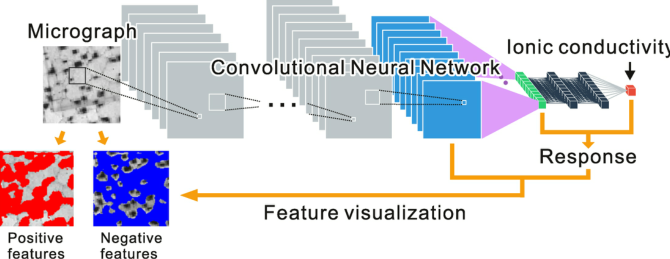 Micrograph
Convolutional Neural Network
Ionic conductivity
Response
Feature visualization
Positive
features
Negative
features